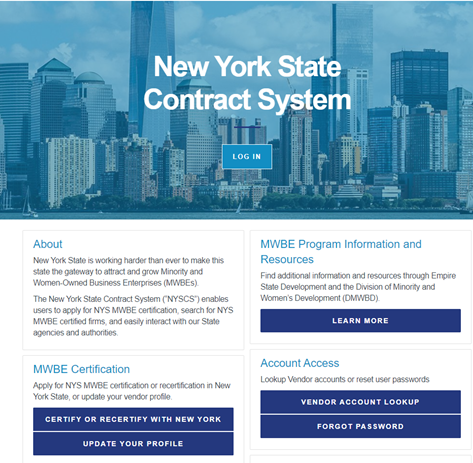 New York State
Contract System
LOG IN
About
New York State is working harder than ever to make this
state the gateway to attract and grow Minority and
Women-Owned Business Enterprises (MWBEs).
The New York State Contract System ("NYSCS") enables
users to apply for NYS MWBE certification, search for NYS
MWBE certified firms, and easily interact with our State
agencies and authorities.
MWBE Program Information and
Resources
Find additional information and resources through Empire
State Development and the Division of Minority and
Women's Development (DMWBD).
LEARN MORE
MWBE Certification
Apply for NYS MWBE certification or recertification in New
York State, or update your vendor profile.
CERTIFY OR RECERTIFY WITH NEW YORK
UPDATE YOUR PROFILE
Account Access
Lookup Vendor accounts or reset user passwords
VENDOR ACCOUNT LOOKUP
FORGOT PASSWORD